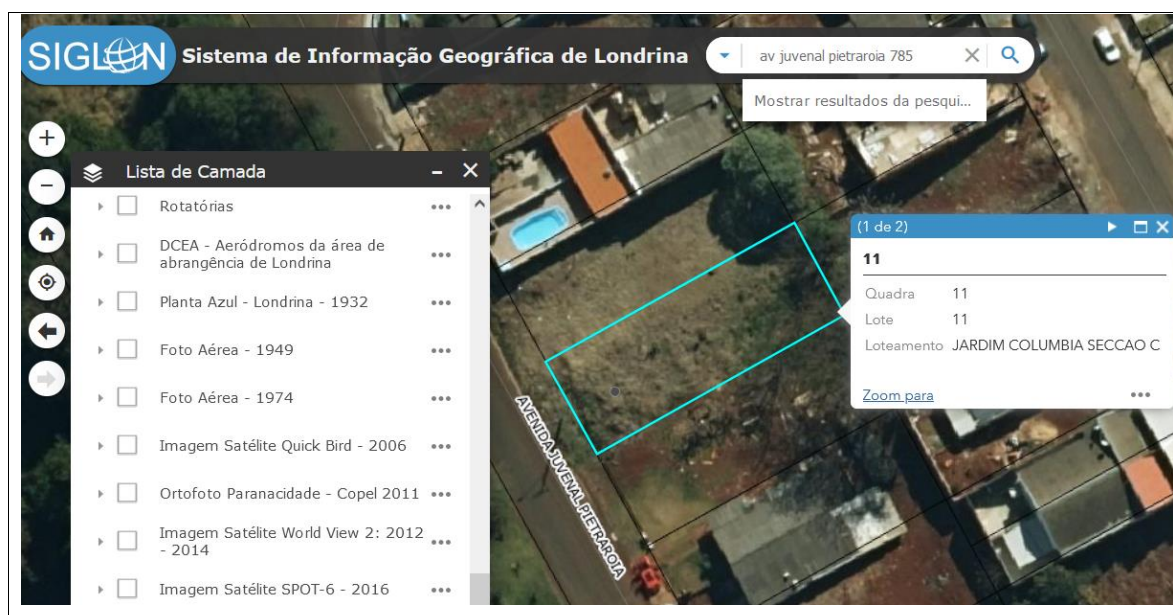 SIGLON Sistema de Informação Geográfica de Londrina
av juvenal pietraroia 785
Mostrar resultados da pesqui...
Lista de Camada
Rotatórias
DCEA - Aeródromos da área de
abrangência de Londrina
Planta Azul - Londrina - 1932
Foto Aérea - 1949
Foto Aérea - 1974
Imagem Satélite Quick Bird - 2006
Ortofoto Paranacidade - Copel 2011
Imagem Satélite World View 2: 2012
- 2014
Imagem Satélite SPOT-6 - 2016
AVENIDA JUVENAL PIETRAROIA
(1 de 2)
11
Quadra 11
Lote 11
Loteamento JARDIM COLUMBIA SECCAO C
Zoom para